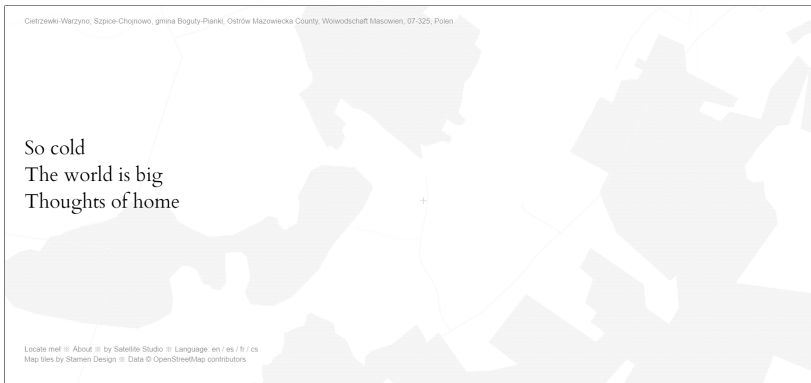 Cietrzewki-Warzyno, Szpice-Chojnowo, gmina Boguty-Pianki, Ostrów Mazowiecka County, Woiwodschaft Masowien, 07-325, Polen
So cold
The world is big
Thoughts of home
Locate me! ※ About ※ by Satellite Studio ※ Language: en / es / fr / cs
Map tiles by Stamen Design ※ Data © OpenStreetMap contributors